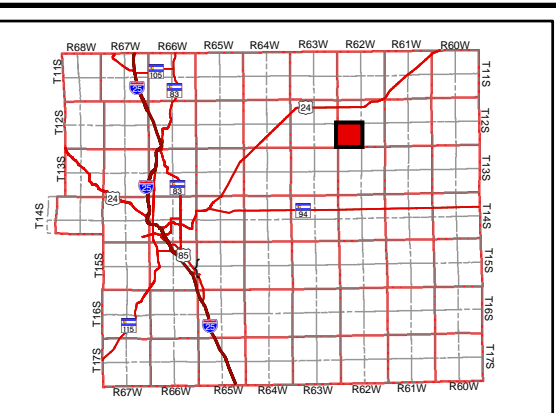 R68W R67W R66W R65W R64W R63W R62W R61W R60W
T11S T11S
105
25 83
24
T12S T12S
T13S T13S
25 83
24 94
T14S T14S
85
T15S T15S
T16S T16S
115 25
T17S T17S
R67W R66W R65W R64W R63W R62W R61W R60W